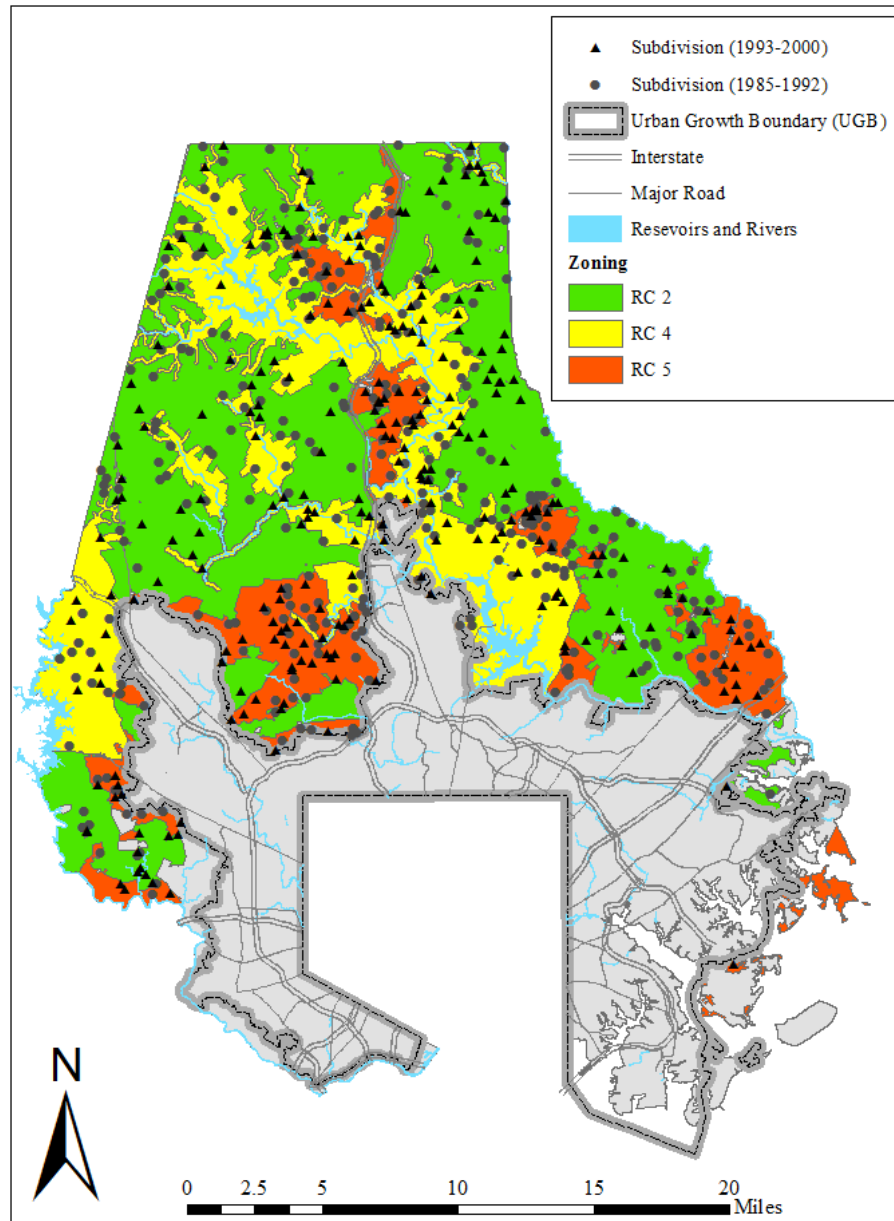 Subdivision (1993-2000)
Subdivision (1985-1992)
Urban Growth Boundary (UGB)
Interstate
Major Road
Resevoirs and Rivers
Zoning
RC 2
RC 4
RC 5
N
0 2.5 5 10 15 20
Miles